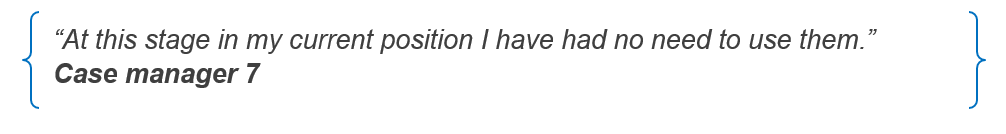 “At this stage in my current position I have had no need to use them.”
Case manager 7